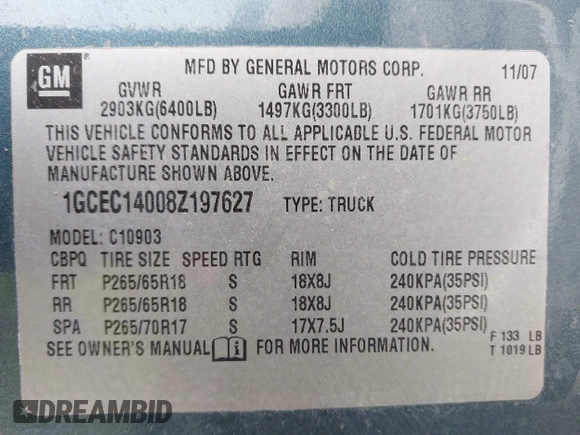 GM
MFD BY GENERAL MOTORS CORP. 11/07
GVWR GAWR FRT GAWR RR
2903KG(6400LB) 1497KG(3300LB) 1701KG(3750LB)
THIS VEHICLE CONFORMS TO ALL APPLICABLE U.S. FEDERAL MOTOR
VEHICLE SAFETY STANDARDS IN EFFECT ON THE DATE OF
MANUFACTURE SHOWN ABOVE.
1GCEC14008Z197627 TYPE: TRUCK
MODEL: C10903
CBPQ TIRE SIZE SPEED RTG RIM COLD TIRE PRESSURE
FRT P265/65R18 S 18X8J 240KPA(35PSI)
RR P265/65R18 S 18X8J 240KPA(35PSI)
SPA P265/70R17 S 17X7.5J 240KPA(35PSI)
SEE OWNER'S MANUAL i FOR MORE INFORMATION. F 133 LB
T 1019 LB
DREAMBID